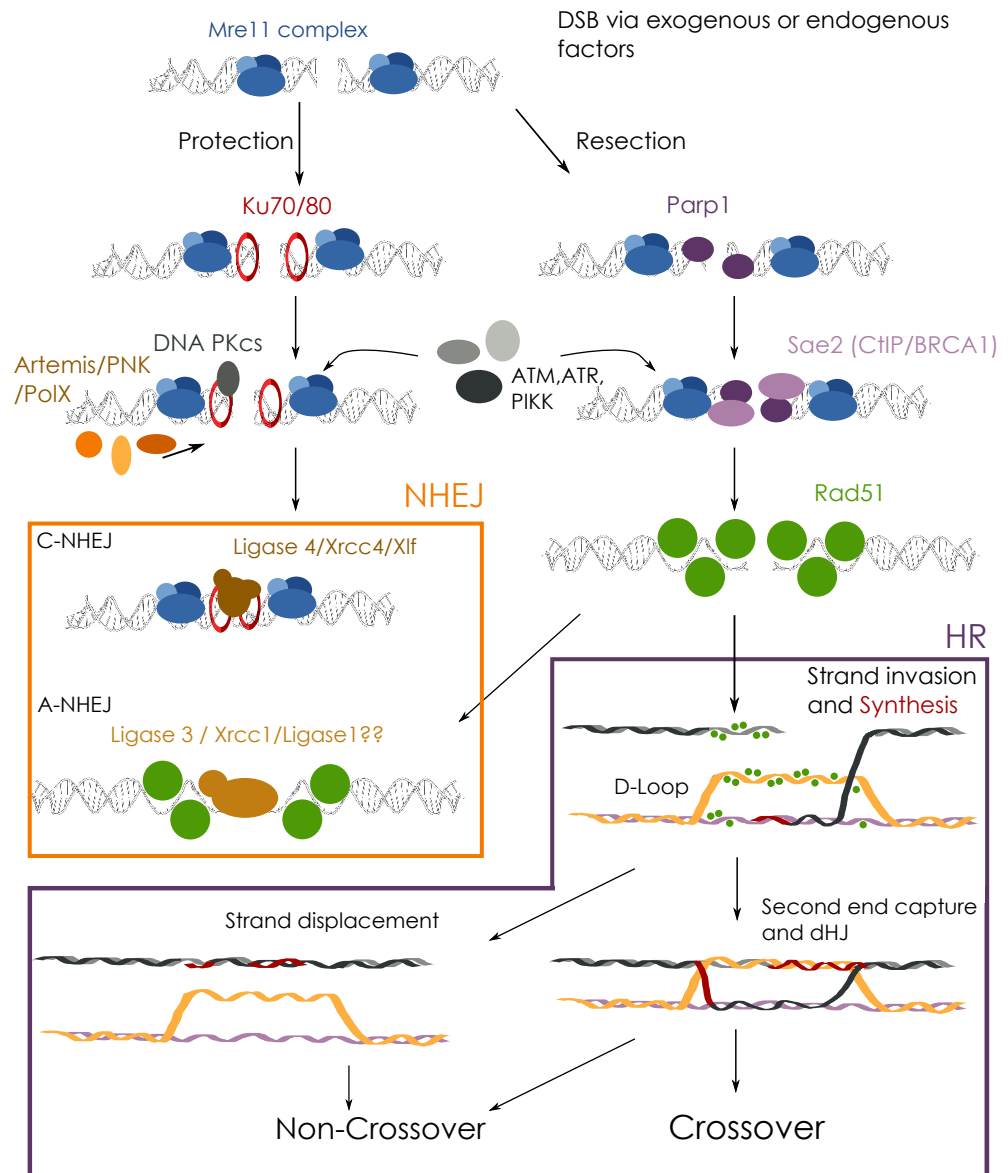 Mre11 complex
DSB via exogenous or endogenous
factors
Protection
Resection
Ku70/80
Parp1
DNA PKcs
Artemis/PNK
/PolX
ATM,ATR,
PIKK
Sae2 (CtIP/BRCA1)
NHEJ
Rad51
C-NHEJ
Ligase 4/Xrcc4/Xlf
HR
A-NHEJ
Ligase 3 / Xrcc1/Ligase1??
Strand invasion
and Synthesis
D-Loop
Strand displacement
Second end capture
and dHJ
Non-Crossover
Crossover